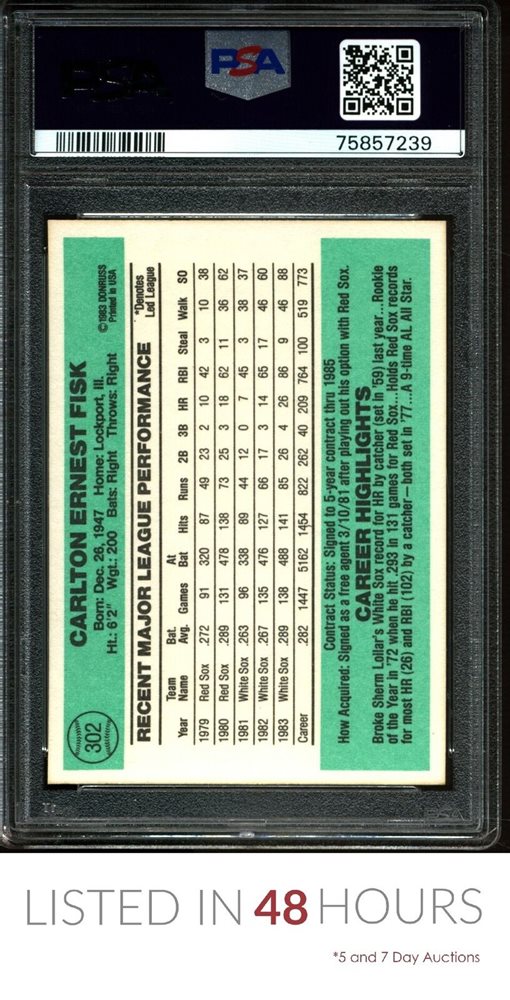 PSA
PSA
75857239
302
CARLTON ERNEST FISK
Born: Dec. 26, 1947 Home: Lockport, Ill.
Ht.: 6'2" Wgt.: 200 Bats: Right Throws: Right
©1983 DONRUSS
Printed in USA
RECENT MAJOR LEAGUE PERFORMANCE
*Denotes
Led League
Year Team Name Bat. Avg. Games At Bat Hits Runs 2B 3B HR RBI Steal Walk SO
1979 Red Sox .272 91 320 87 49 23 2 10 42 3 10 38
1980 Red Sox .289 131 478 138 73 25 3 18 62 11 36 62
1981 White Sox .263 96 338 89 44 12 0 7 45 3 38 37
1982 White Sox .267 135 476 127 66 17 3 14 65 17 46 60
1983 White Sox .289 138 488 141 85 26 4 26 86 9 46 88
Career .282 1447 5162 1454 822 262 40 209 764 100 519 773
Contract Status: Signed to 5-year contract thru 1985
How Acquired: Signed as a free agent 3/10/81 after playing out his option with Red Sox.
CAREER HIGHLIGHTS
Broke Sherm Lollar's White Sox record for HR by catcher (set in '59) last year...Rookie
of the Year in '72 when he hit .293 in 131 games for Red Sox...Holds Red Sox records
for most HR (26) and RBI (102) by a catcher—both set in '77...A 9-time AL All Star.
PSA
LISTED IN 48 HOURS
*5 and 7 Day Auctions